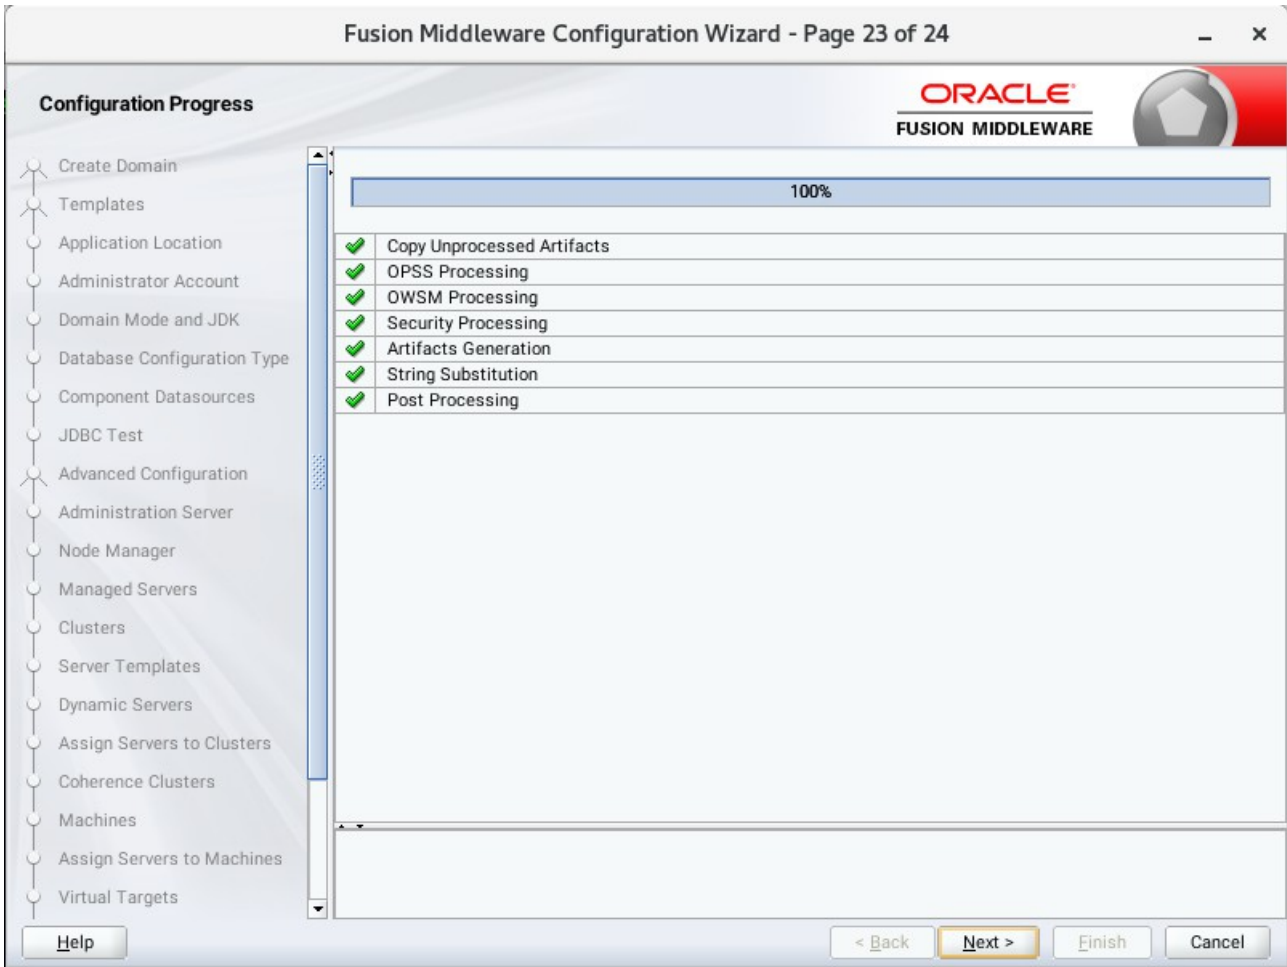 Fusion Middleware Configuration Wizard - Page 23 of 24
Configuration Progress
ORACLE
FUSION MIDDLEWARE
Create Domain
Templates
Application Location
Administrator Account
Domain Mode and JDK
Database Configuration Type
Component Datasources
JDBC Test
Advanced Configuration
Administration Server
Node Manager
Managed Servers
Clusters
Server Templates
Dynamic Servers
Assign Servers to Clusters
Coherence Clusters
Machines
Assign Servers to Machines
Virtual Targets
100%
Copy Unprocessed Artifacts
OPSS Processing
OWSM Processing
Security Processing
Artifacts Generation
String Substitution
Post Processing
Help
< Back
Next >
Finish
Cancel